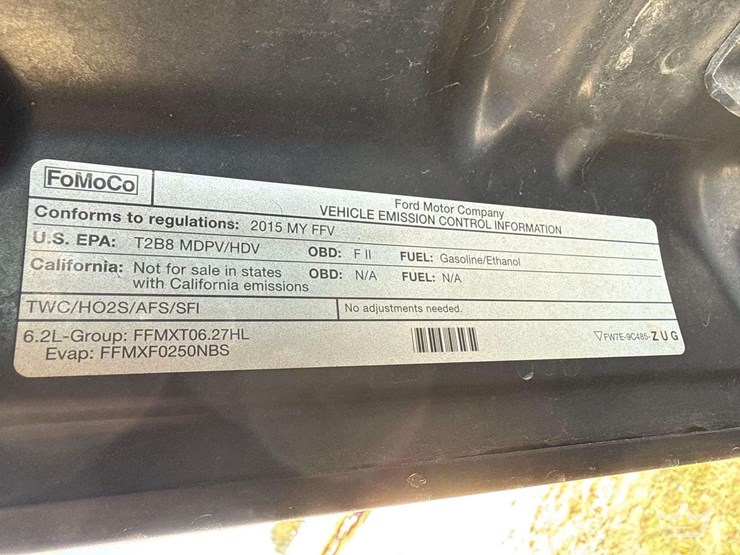 FoMoCo
Ford Motor Company
VEHICLE EMISSION CONTROL INFORMATION
Conforms to regulations: 2015 MY FFV
U.S. EPA: T2B8 MDPV/HDV OBD: F II FUEL: Gasoline/Ethanol
California: Not for sale in states OBD: N/A FUEL: N/A
with California emissions
TWC/HO2S/AFS/SFI No adjustments needed.
6.2L-Group: FFMXT06.27HL
Evap: FFMXF0250NBS
FW7E-9C485-ZUG